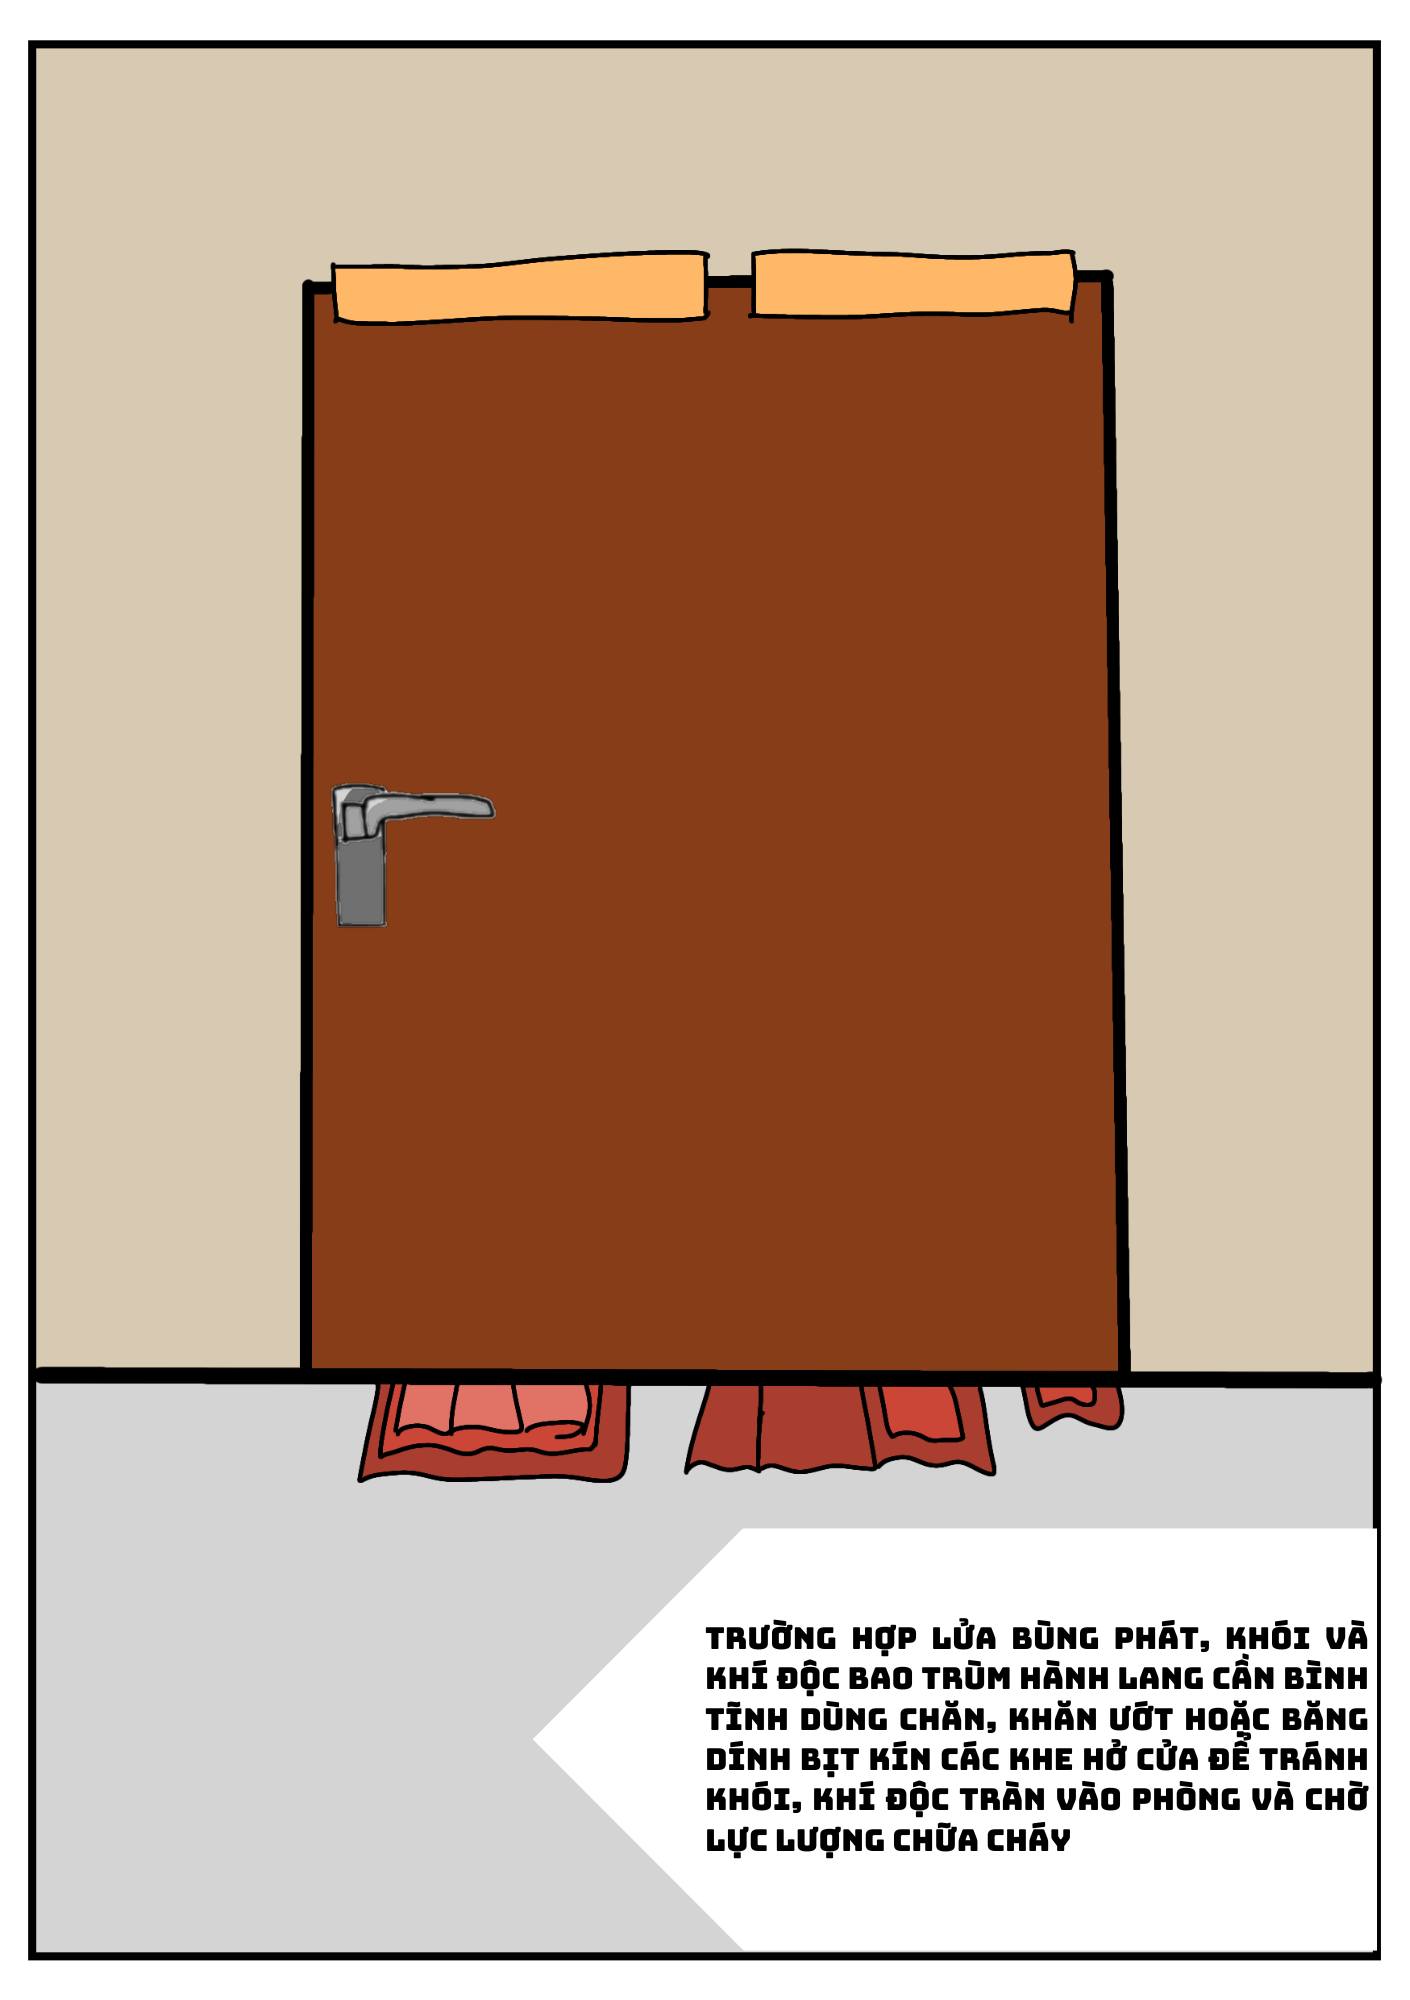 TRƯỜNG HỢP LỬA BÙNG PHÁT, KHÓI VÀ
KHÍ ĐỘC BAO TRÙM HÀNH LANG CẦN BÌNH
TĨNH DÙNG CHĂN, KHĂN ƯỚT HOẶC BĂNG
DÍNH BỊT KÍN CÁC KHE HỞ CỬA ĐỂ TRÁNH
KHÓI, KHÍ ĐỘC TRÀN VÀO PHÒNG VÀ CHỜ
LỰC LƯỢNG CHỮA CHÁY